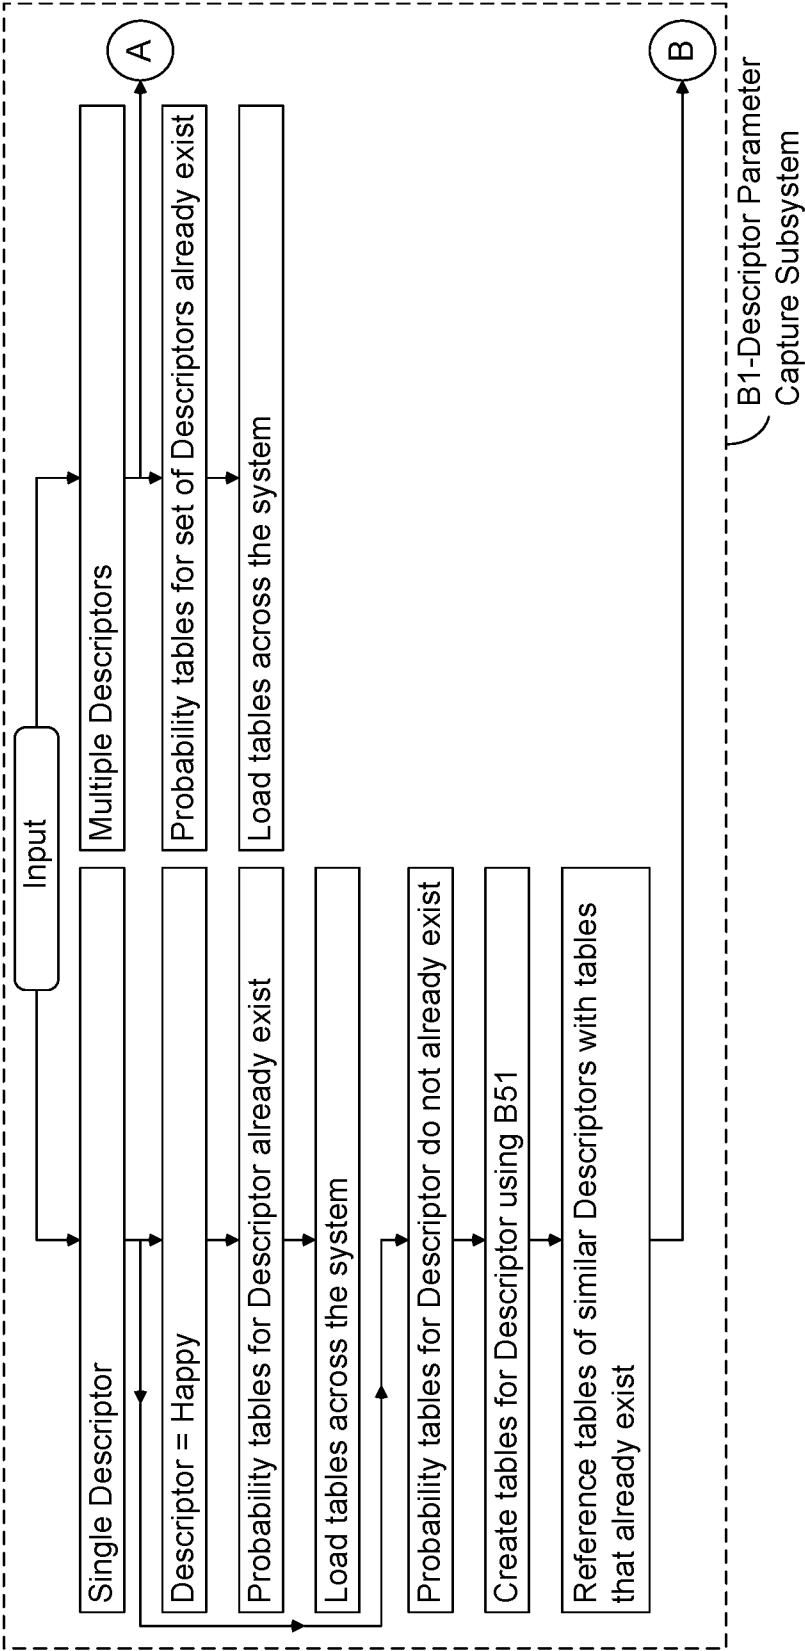 Input
Single Descriptor
Descriptor = Happy
Probability tables for Descriptor already exist
Load tables across the system
Probability tables for Descriptor do not already exist
Create tables for Descriptor using B51
Reference tables of similar Descriptors with tables
that already exist
Multiple Descriptors
Probability tables for set of Descriptors already exist
Load tables across the system
A
B
B1-Descriptor Parameter
Capture Subsystem